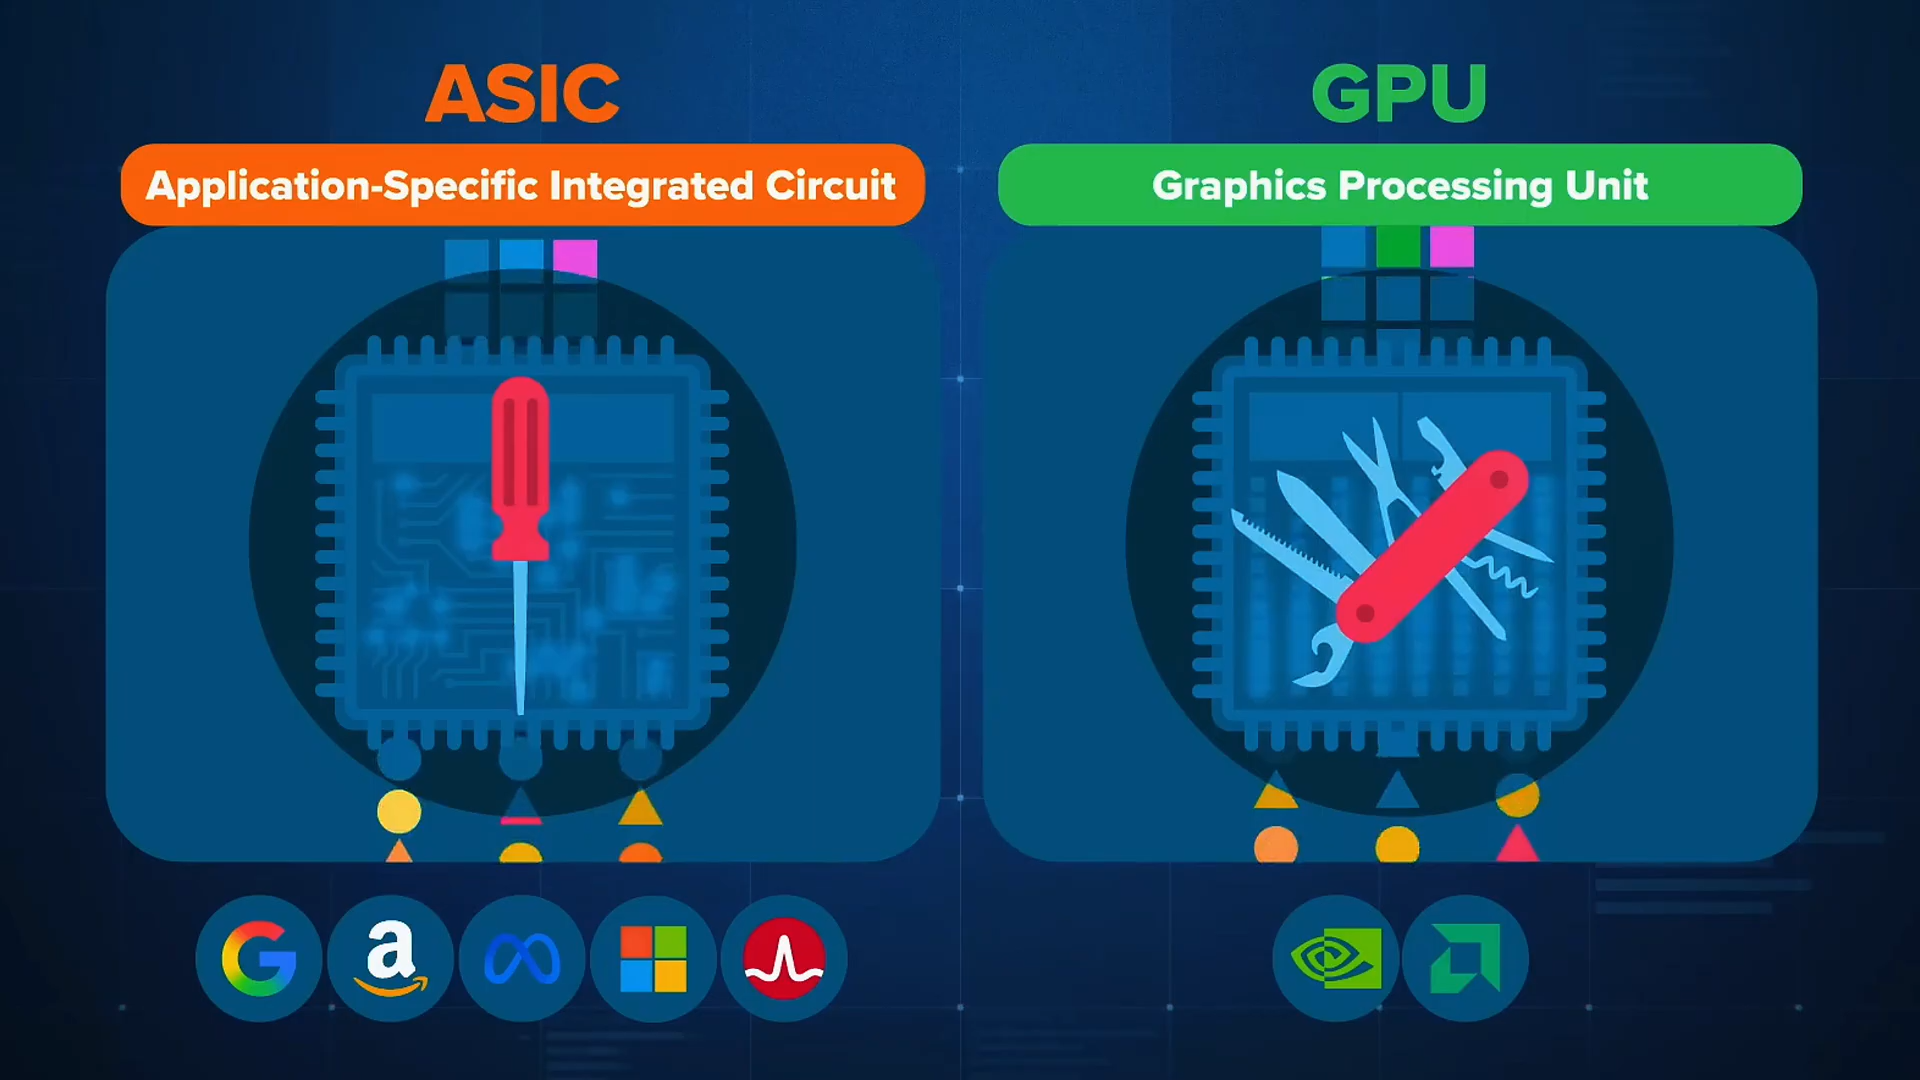 ASIC
Application-Specific Integrated Circuit
GPU
Graphics Processing Unit